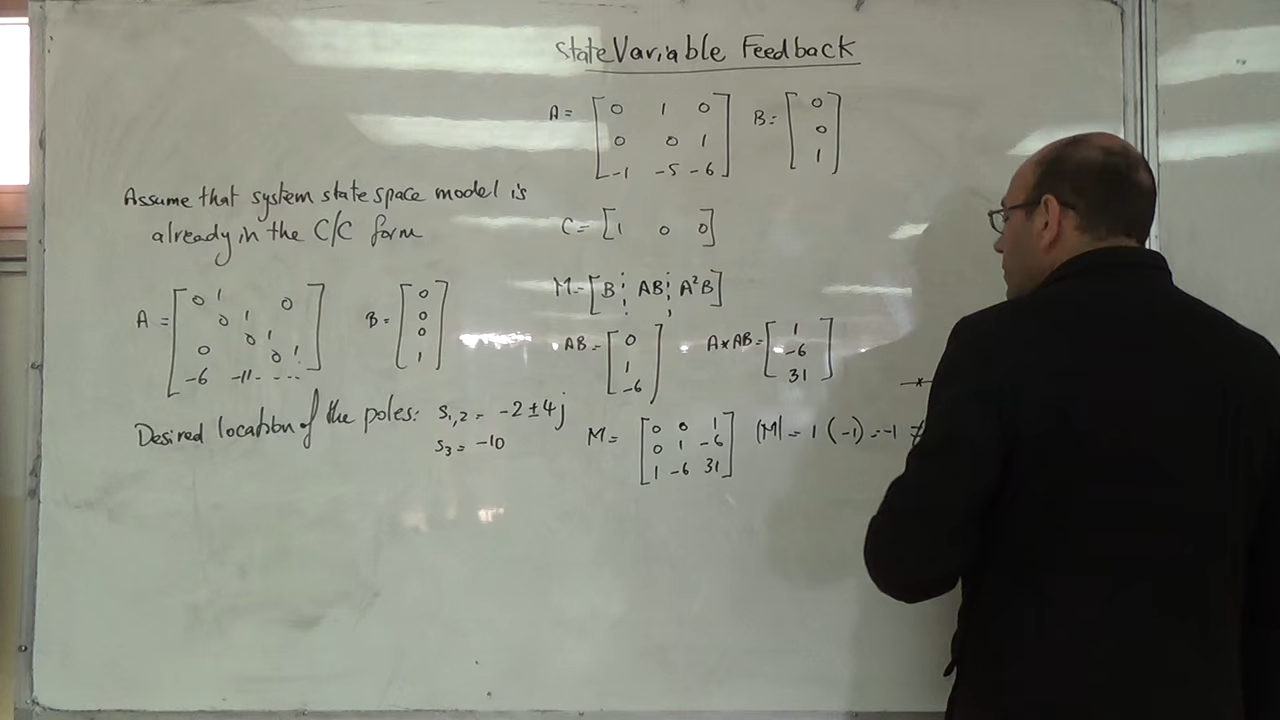 State Variable Feedback
A = [ 0 1 0
0 0 1
-1 -5 -6 ]
B = [ 0
0
1 ]
Assume that system state space model is
already in the C/C form
C = [ 1 0 0 ]
A = [ 0 1 0
0 1
0 1
0 0 1
-6 -11 - - - - ]
B = [ 0
0
0
1 ]
M = [ B ¦ AB ¦ A²B ]
AB = [ 0
1
-6 ]
A*AB = [ 1
-6
31 ]
Desired location of the poles: S1,2 = -2 ± 4j
S3 = -10
M = [ 0 0 1
0 1 -6
1 -6 31 ]
|M| = 1 (-1) = -1 ≠